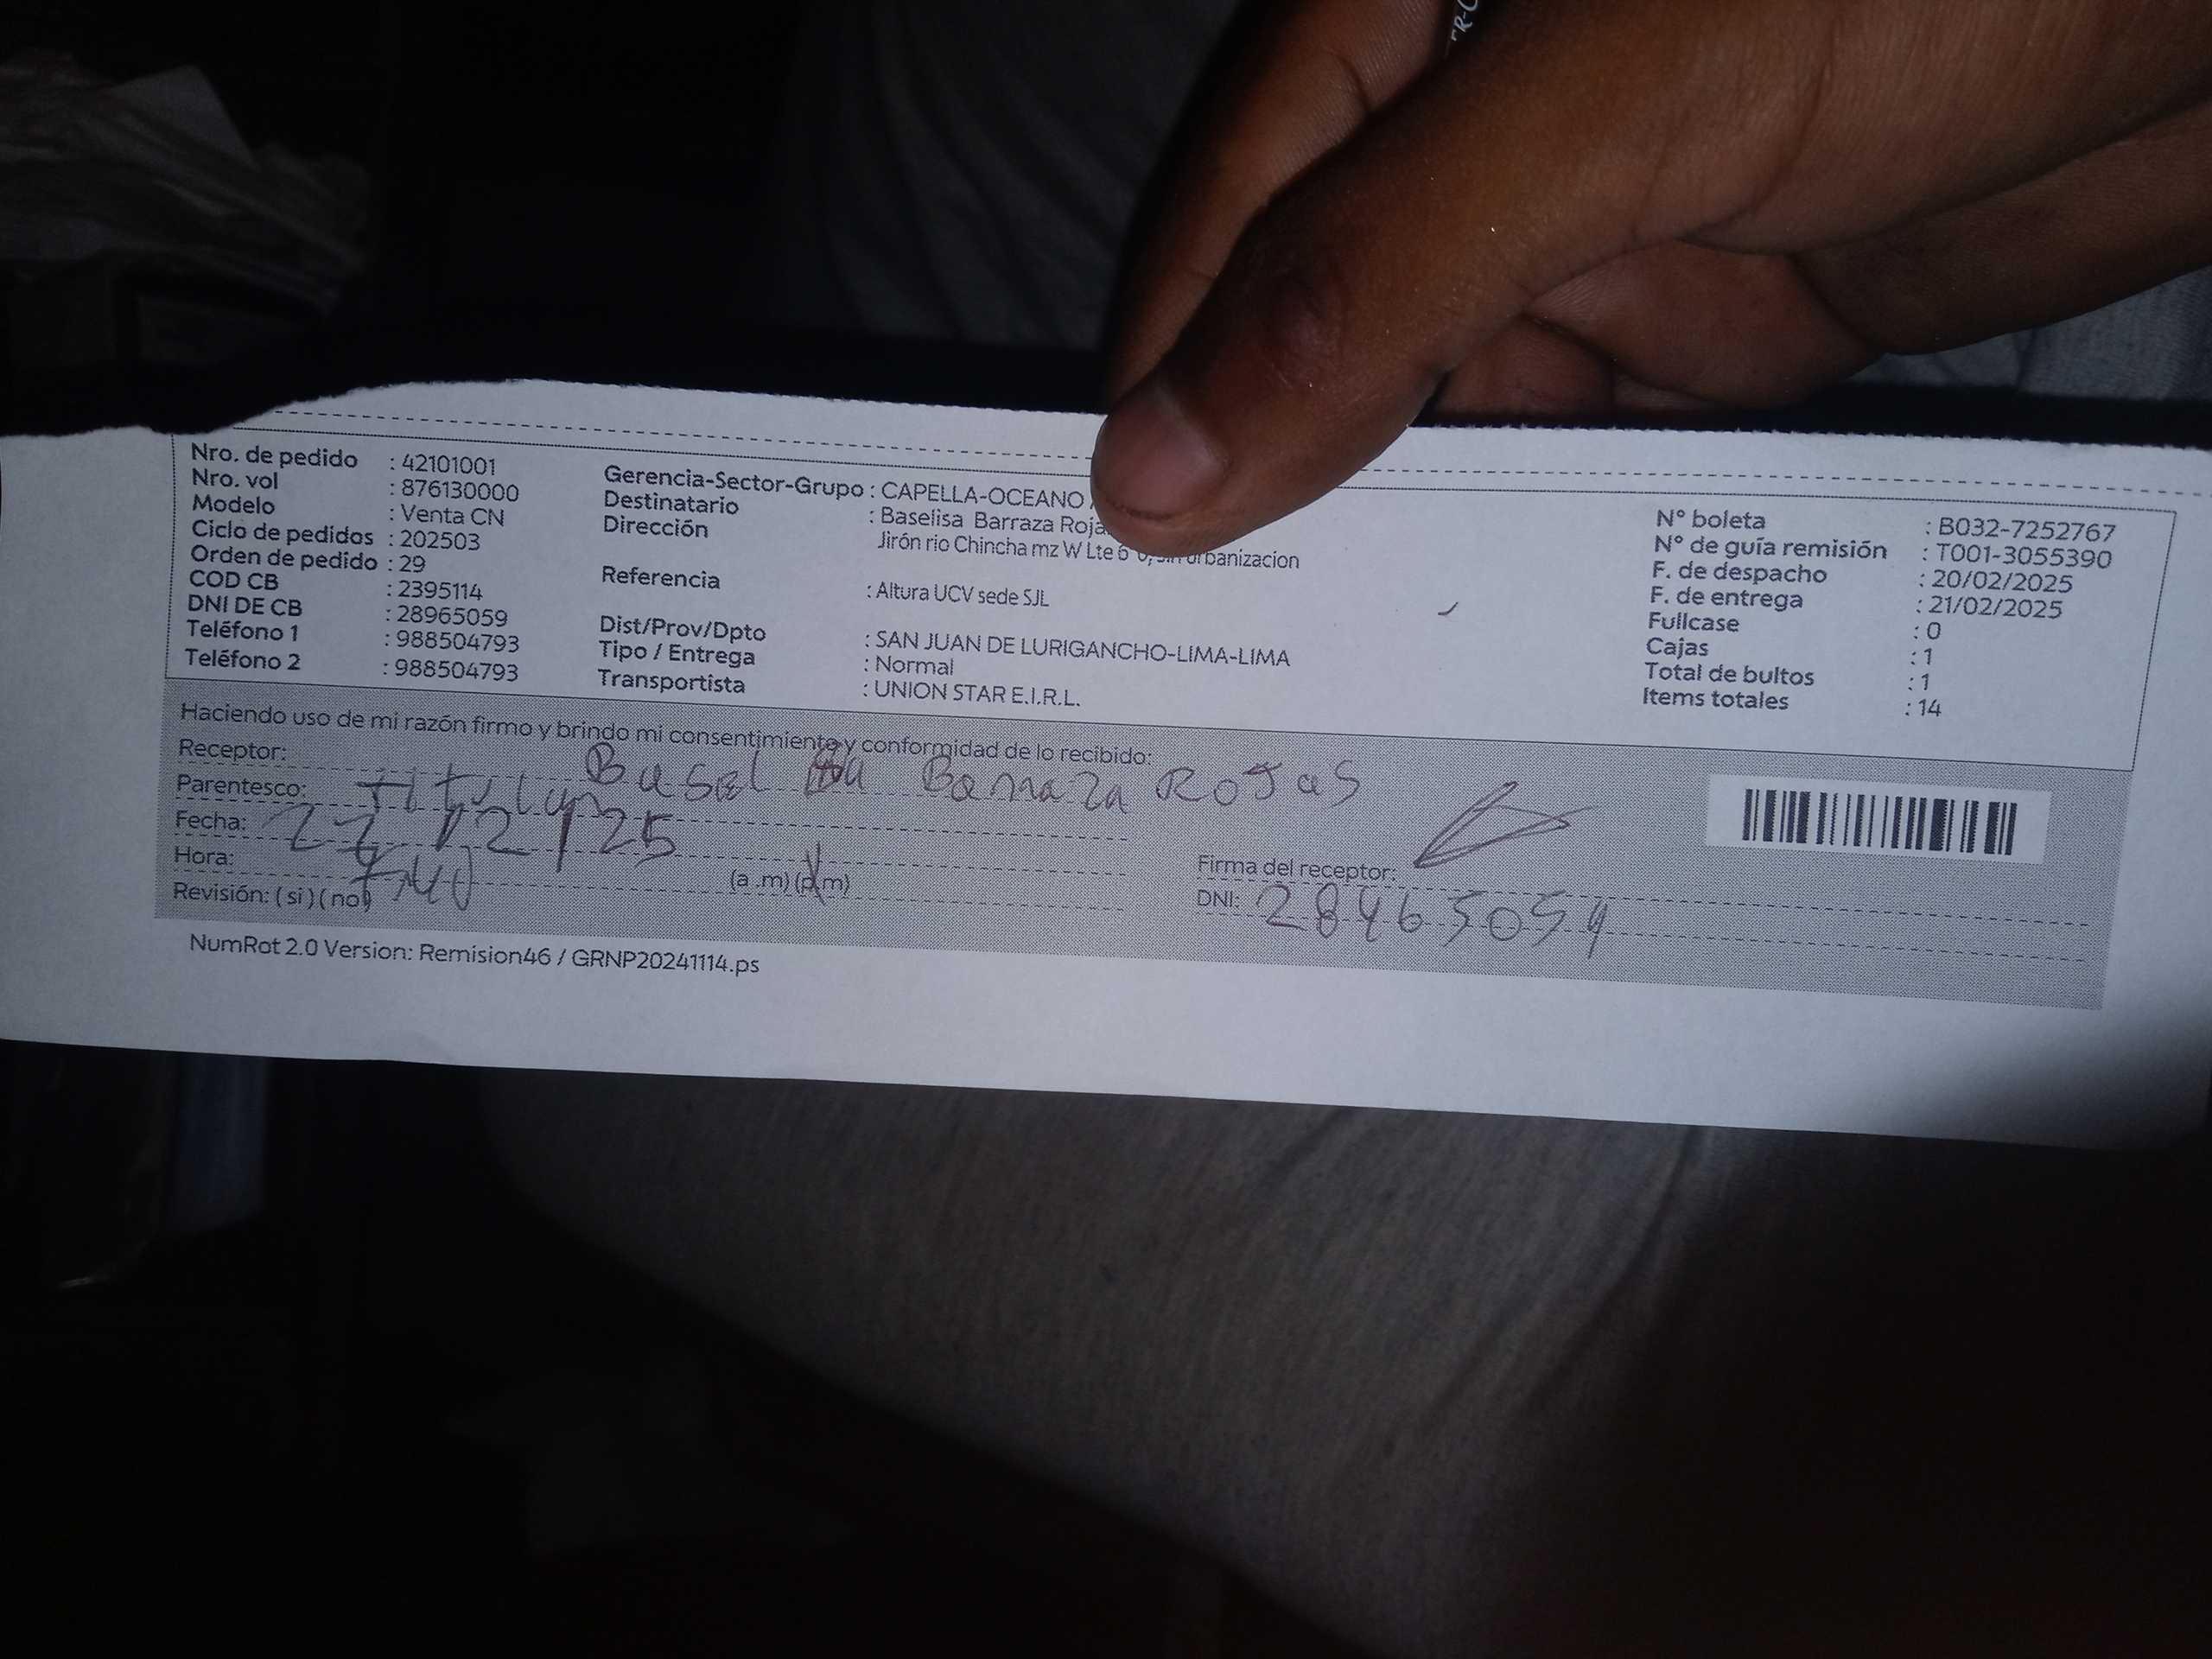 ER-C
Nro. de pedido : 42101001
Nro. vol : 876130000
Modelo : Venta CN
Ciclo de pedidos : 202503
Orden de pedido : 29
COD CB : 2395114
DNI DE CB : 28965059
Teléfono 1 : 988504793
Teléfono 2 : 988504793
Gerencia-Sector-Grupo : CAPELLA-OCEANO
Destinatario : Baselisa Barraza Roja
Dirección : Jirón rio Chincha mz W Lte 6 urbanizacion
Referencia : Altura UCV sede SJL
Dist/Prov/Dpto : SAN JUAN DE LURIGANCHO-LIMA-LIMA
Tipo / Entrega : Normal
Transportista : UNION STAR E.I.R.L.
N° boleta : B032-7252767
N° de guía remisión : T001-3055390
F. de despacho : 20/02/2025
F. de entrega : 21/02/2025
Fullcase : 0
Cajas : 1
Total de bultos : 1
Items totales : 14
Haciendo uso de mi razón firmo y brindo mi consentimiento y conformidad de lo recibido:
Receptor: Barraza Rojas
Parentesco: Titular
Fecha:
Hora: (a .m) (p.m)
Revisión: ( si ) ( no )
Firma del receptor:
DNI: 28965059
NumRot 2.0 Version: Remision46 / GRNP20241114.ps